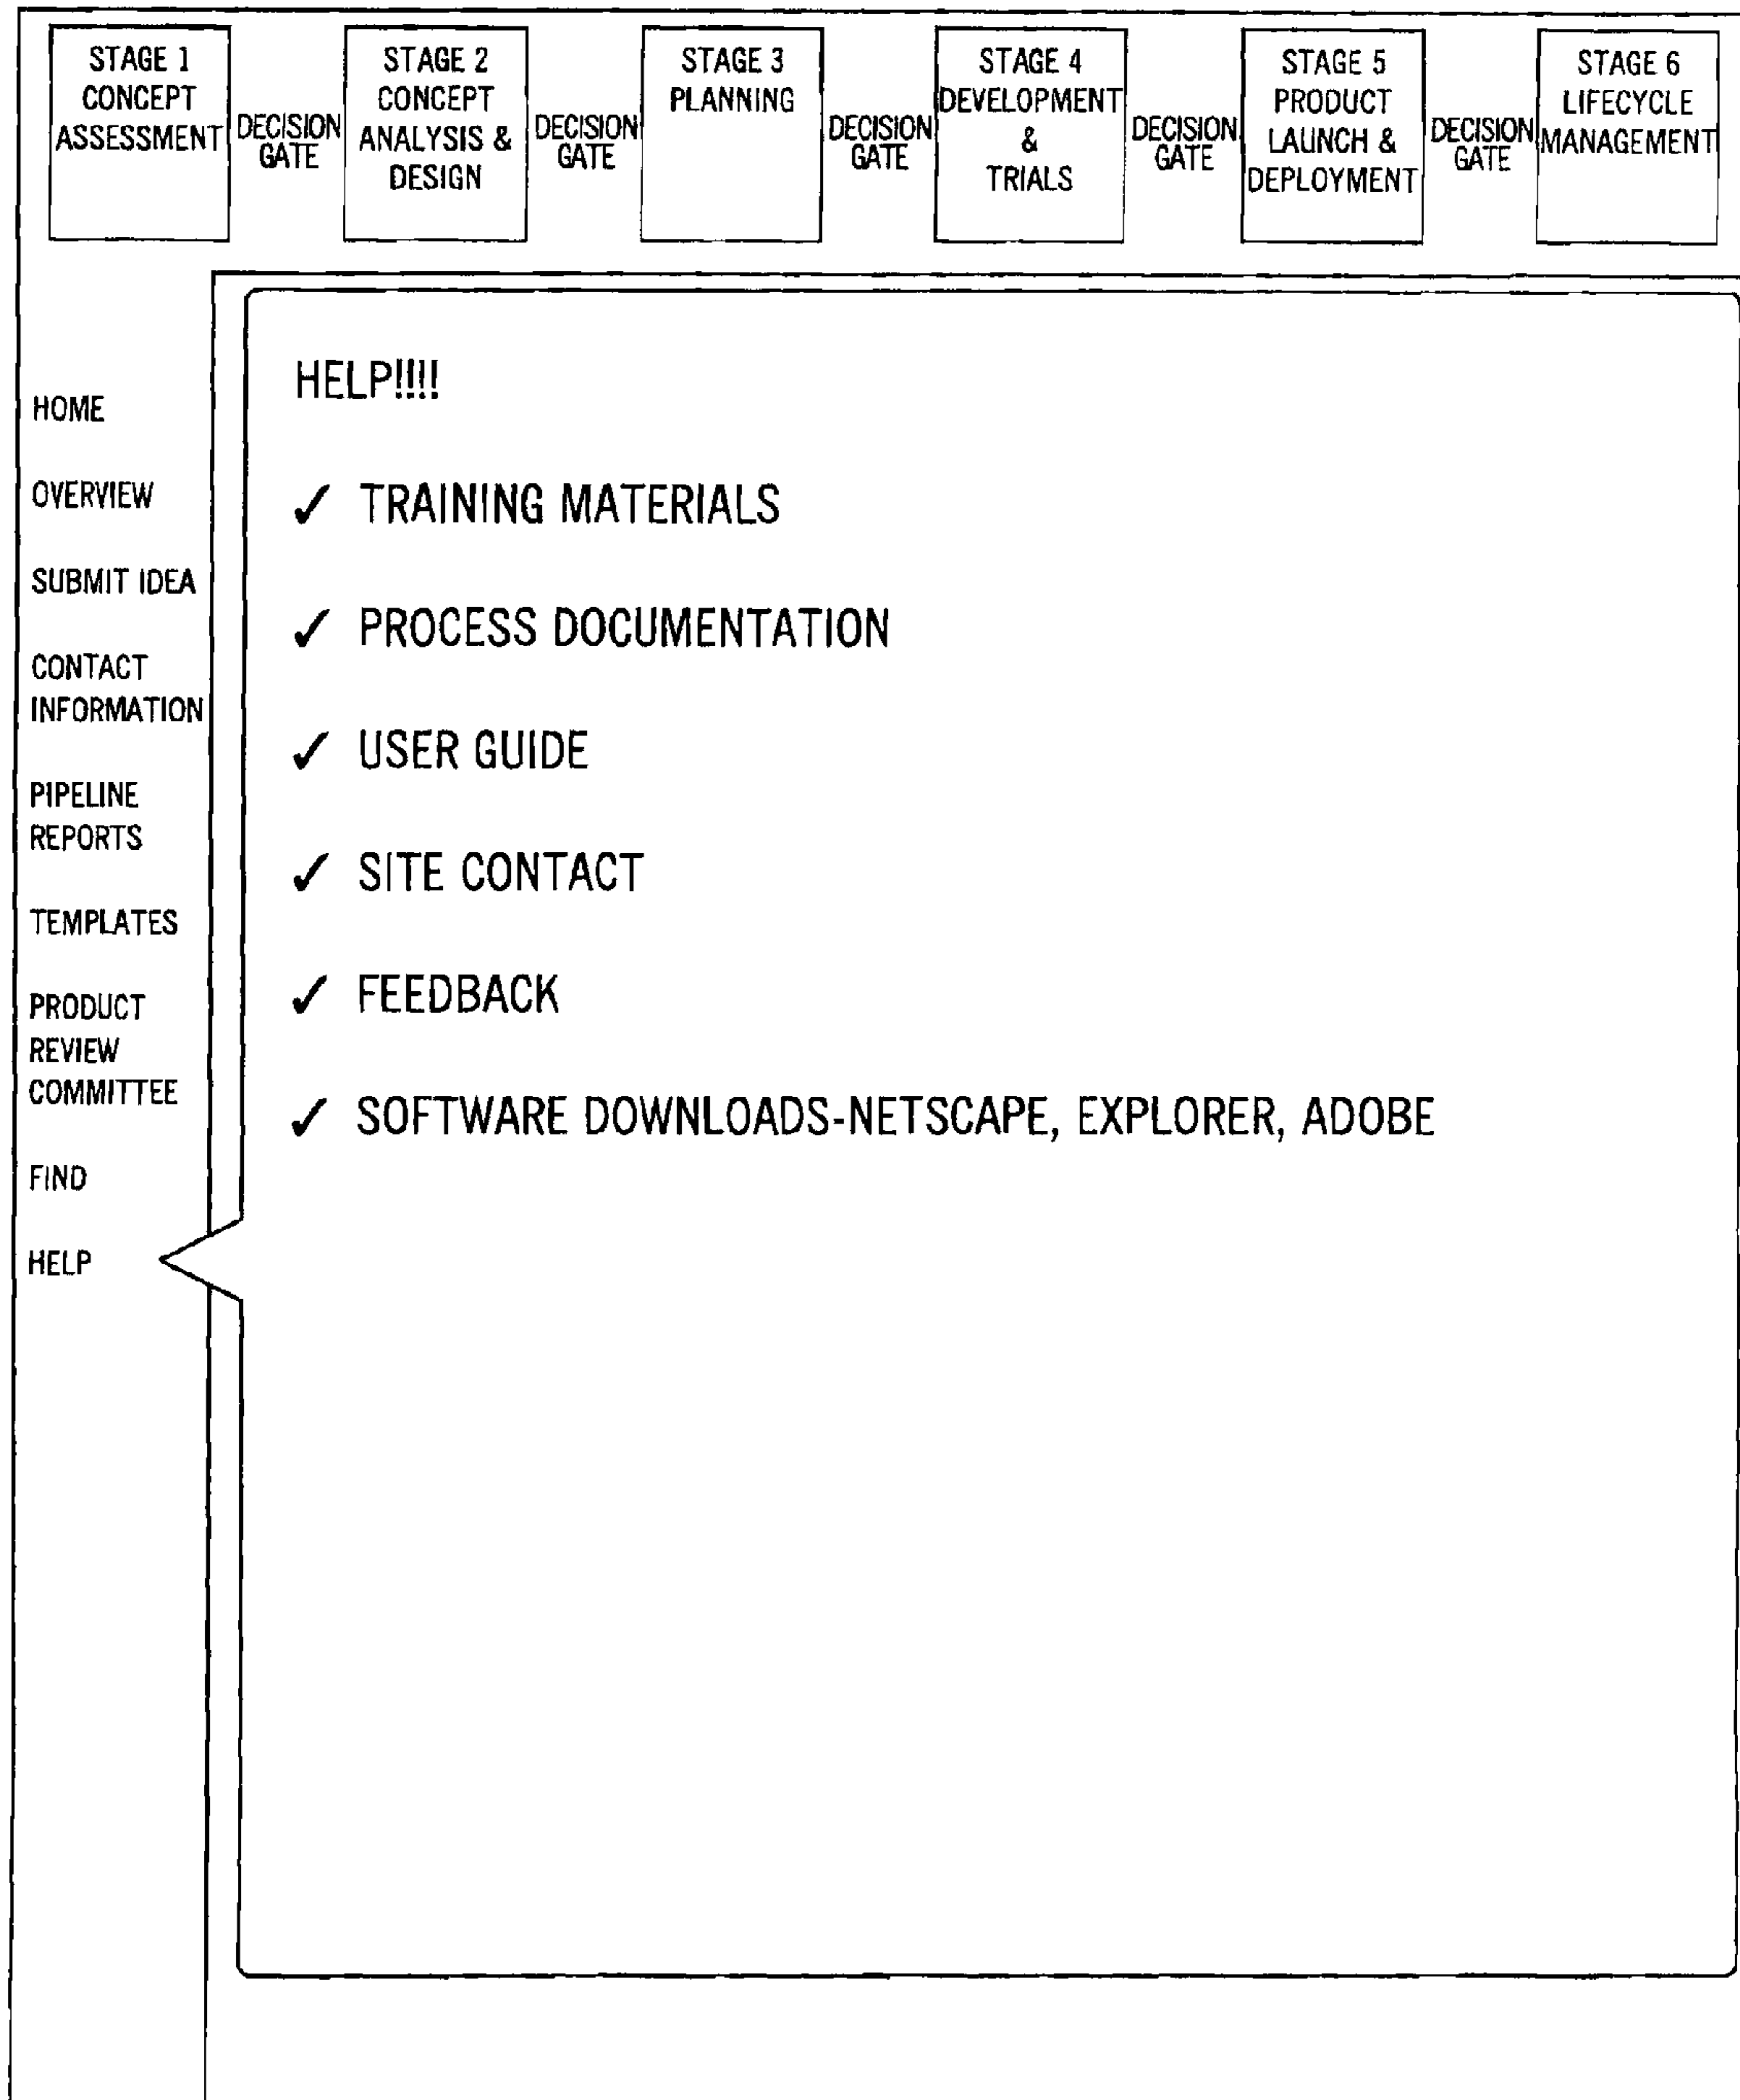 STAGE 1
CONCEPT
ASSESSMENT
DECISION
GATE
STAGE 2
CONCEPT
ANALYSIS &
DESIGN
DECISION
GATE
STAGE 3
PLANNING
DECISION
GATE
STAGE 4
DEVELOPMENT
&
TRIALS
DECISION
GATE
STAGE 5
PRODUCT
LAUNCH &
DEPLOYMENT
DECISION
GATE
STAGE 6
LIFECYCLE
MANAGEMENT
HOME
OVERVIEW
SUBMIT IDEA
CONTACT
INFORMATION
PIPELINE
REPORTS
TEMPLATES
PRODUCT
REVIEW
COMMITTEE
FIND
HELP
HELP!!!!
✓ TRAINING MATERIALS
✓ PROCESS DOCUMENTATION
✓ USER GUIDE
✓ SITE CONTACT
✓ FEEDBACK
✓ SOFTWARE DOWNLOADS-NETSCAPE, EXPLORER, ADOBE